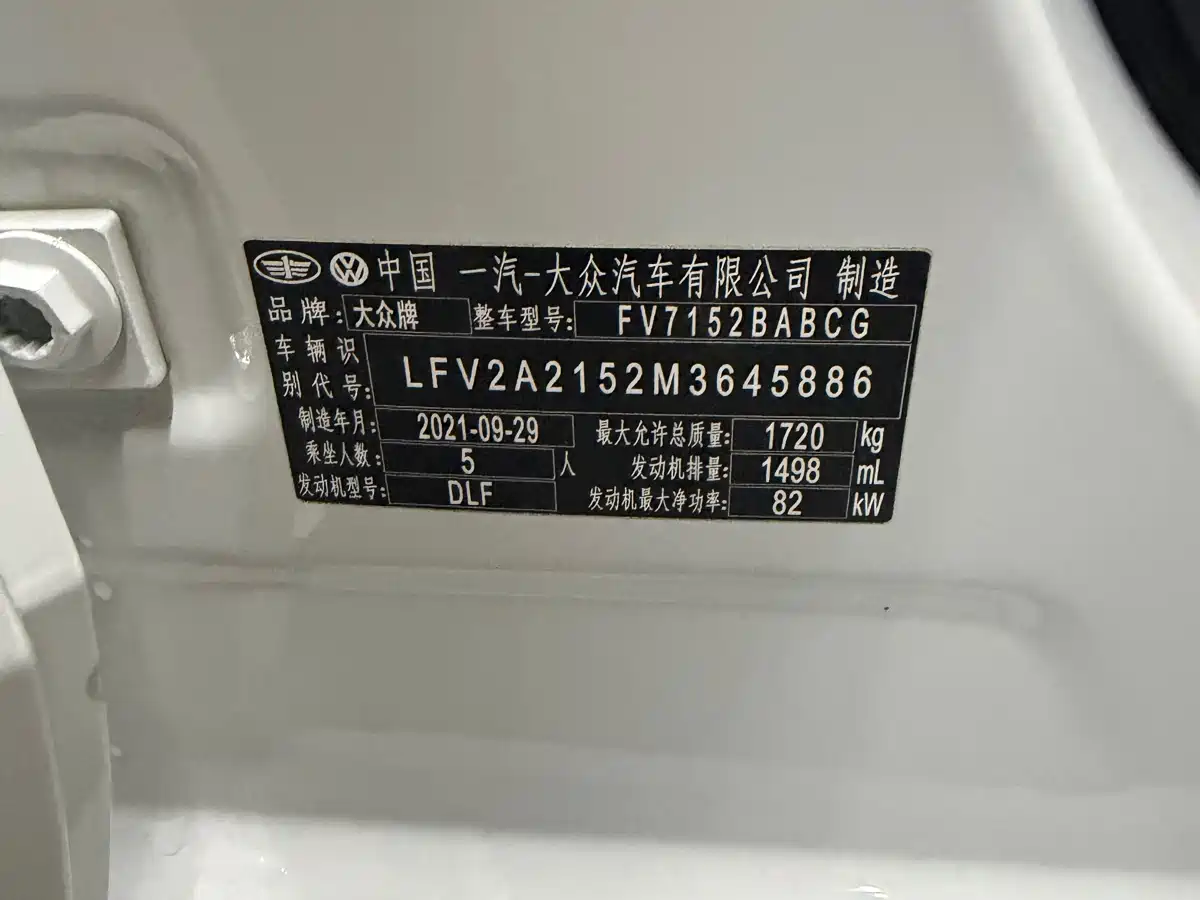 中国 一汽-大众汽车有限公司 制造
品牌: 大众牌 整车型号: FV7152BABCG
车辆识别代号: LFV2A2152M3645886
制造年月: 2021-09-29 最大允许总质量: 1720 kg
乘坐人数: 5 人 发动机排量: 1498 mL
发动机型号: DLF 发动机最大净功率: 82 kW